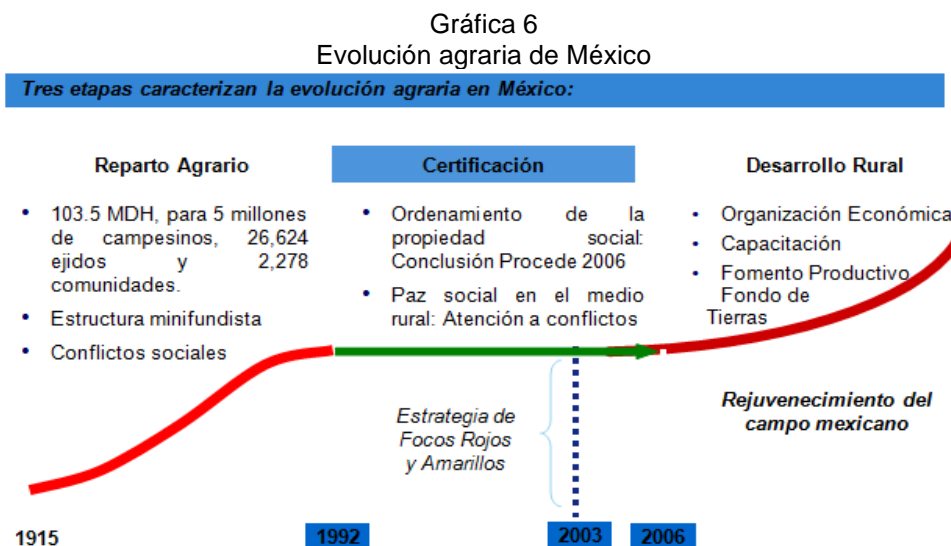 Gráfica 6
Evolución agraria de México
Tres etapas caracterizan la evolución agraria en México:
Reparto Agrario
• 103.5 MDH, para 5 millones
de campesinos, 26,624
ejidos y 2,278
comunidades.
• Estructura minifundista
• Conflictos sociales
Certificación
• Ordenamiento de la
propiedad social:
Conclusión Procede 2006
• Paz social en el medio
rural: Atención a conflictos
Desarrollo Rural
• Organización Económica
• Capacitación
• Fomento Productivo
Fondo de
Tierras
Estrategia de
Focos Rojos
y Amarillos
Rejuvenecimiento del
campo mexicano
1915
1992
2003
2006